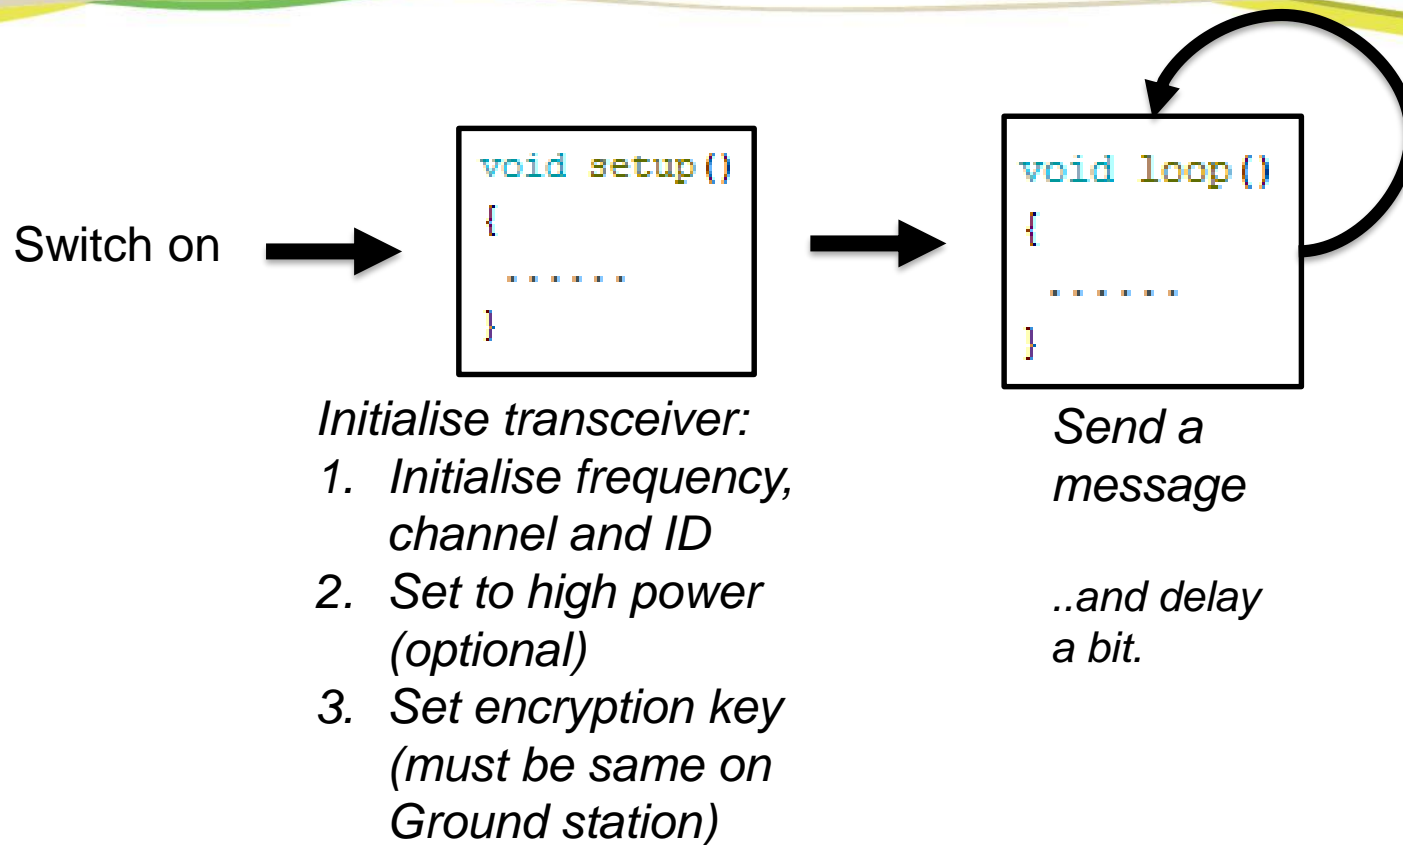 Switch on
void setup()
{
......
}
void loop()
{
......
}
Initialise transceiver:
1. Initialise frequency,
channel and ID
2. Set to high power
(optional)
3. Set encryption key
(must be same on
Ground station)
Send a
message
..and delay
a bit.